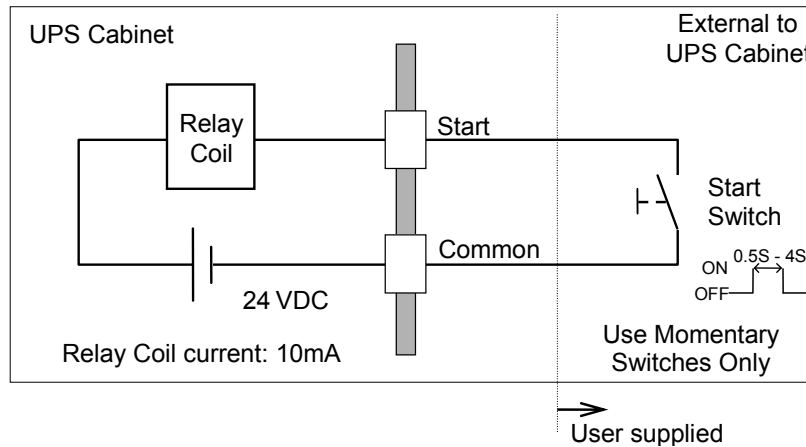 UPS Cabinet
External to
UPS Cabinet
Relay
Coil
Start
Start
Switch
Common
24 VDC
ON
0.5S - 4S
OFF
Relay Coil current: 10mA
Use Momentary
Switches Only
User supplied